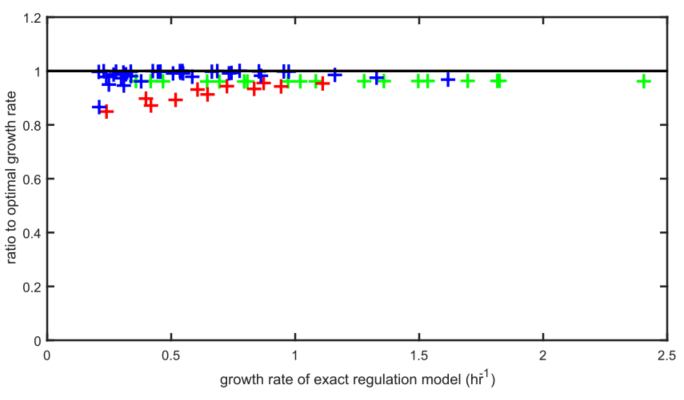 1.2
1
0.8
0.6
0.4
0.2
0
ratio to optimal growth rate
0 0.5 1 1.5 2 2.5
growth rate of exact regulation model (hr⁻¹)